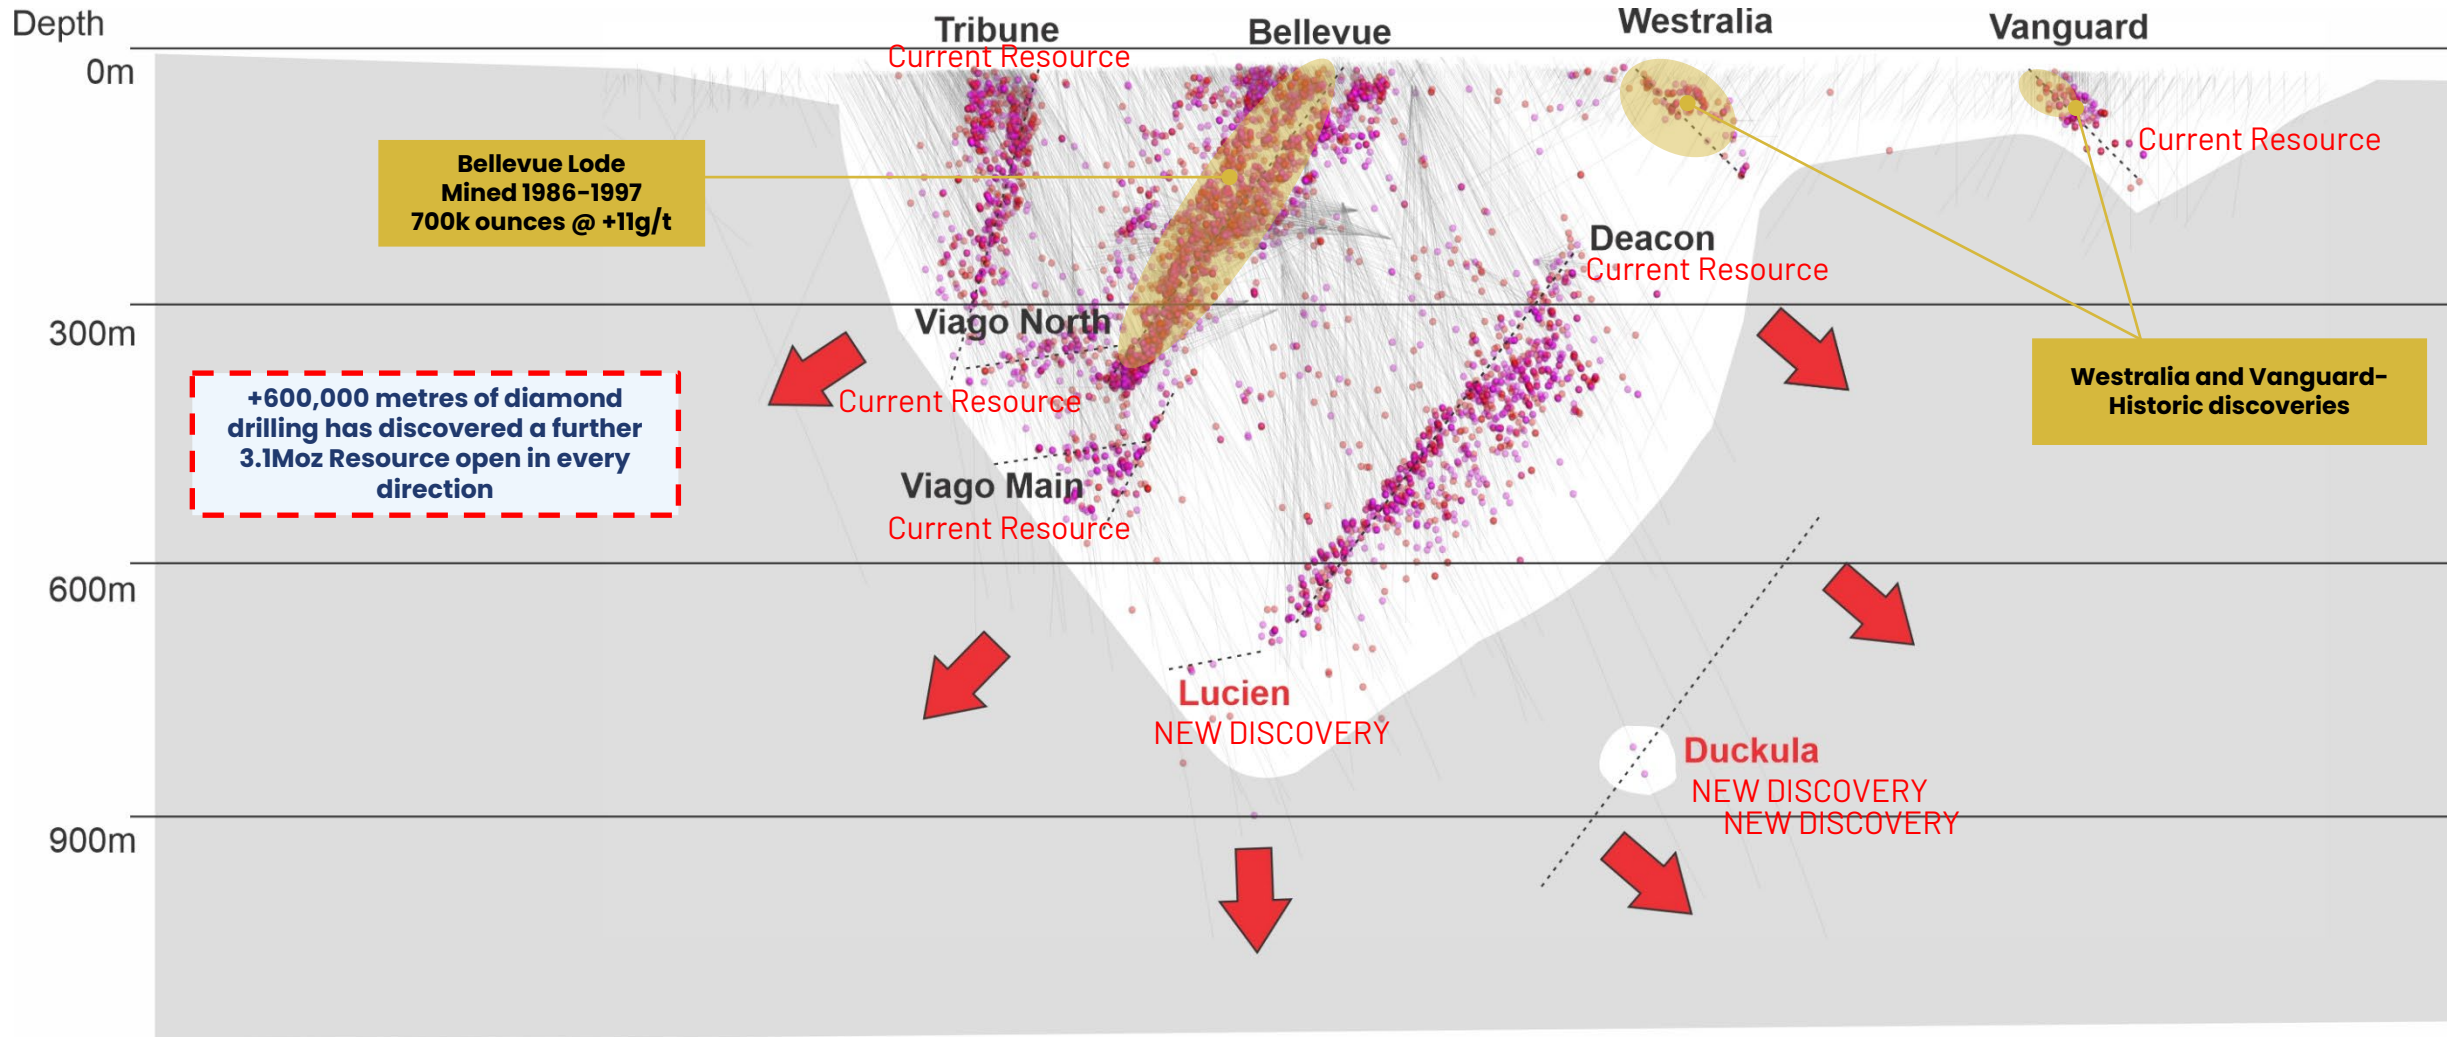 Depth
Tribune
Current Resource
Bellevue
Westralia
Vanguard
0m
Bellevue Lode
Mined 1986-1997
700k ounces @ +11g/t
Current Resource
Deacon
Current Resource
300m
Viago North
Current Resource
Westralia and Vanguard-
Historic discoveries
+600,000 metres of diamond
drilling has discovered a further
3.1Moz Resource open in every
direction
Viago Main
Current Resource
600m
Lucien
NEW DISCOVERY
Duckula
NEW DISCOVERY
NEW DISCOVERY
900m